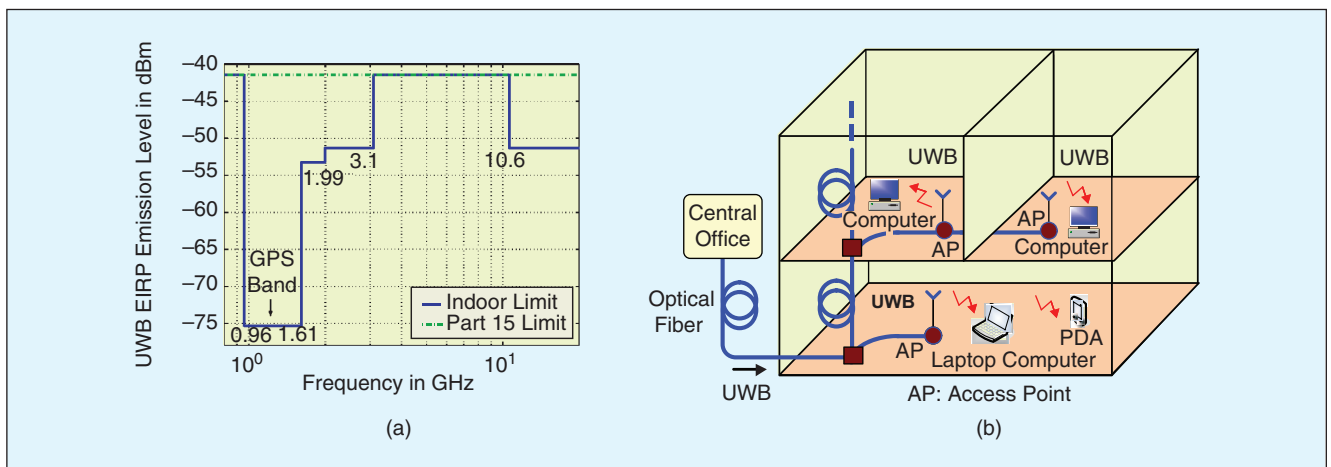 UWB EIRP Emission Level in dBm
–40
–45
–50
–55
–60
–65
–70
–75
3.1
10.6
1.99
GPS
Band
0.96
1.61
Indoor Limit
Part 15 Limit
10⁰
10¹
Frequency in GHz
(a)
UWB
UWB
Central
Office
Computer
AP
AP
Computer
Optical
Fiber
UWB
AP
Laptop Computer
PDA
UWB
AP: Access Point
(b)